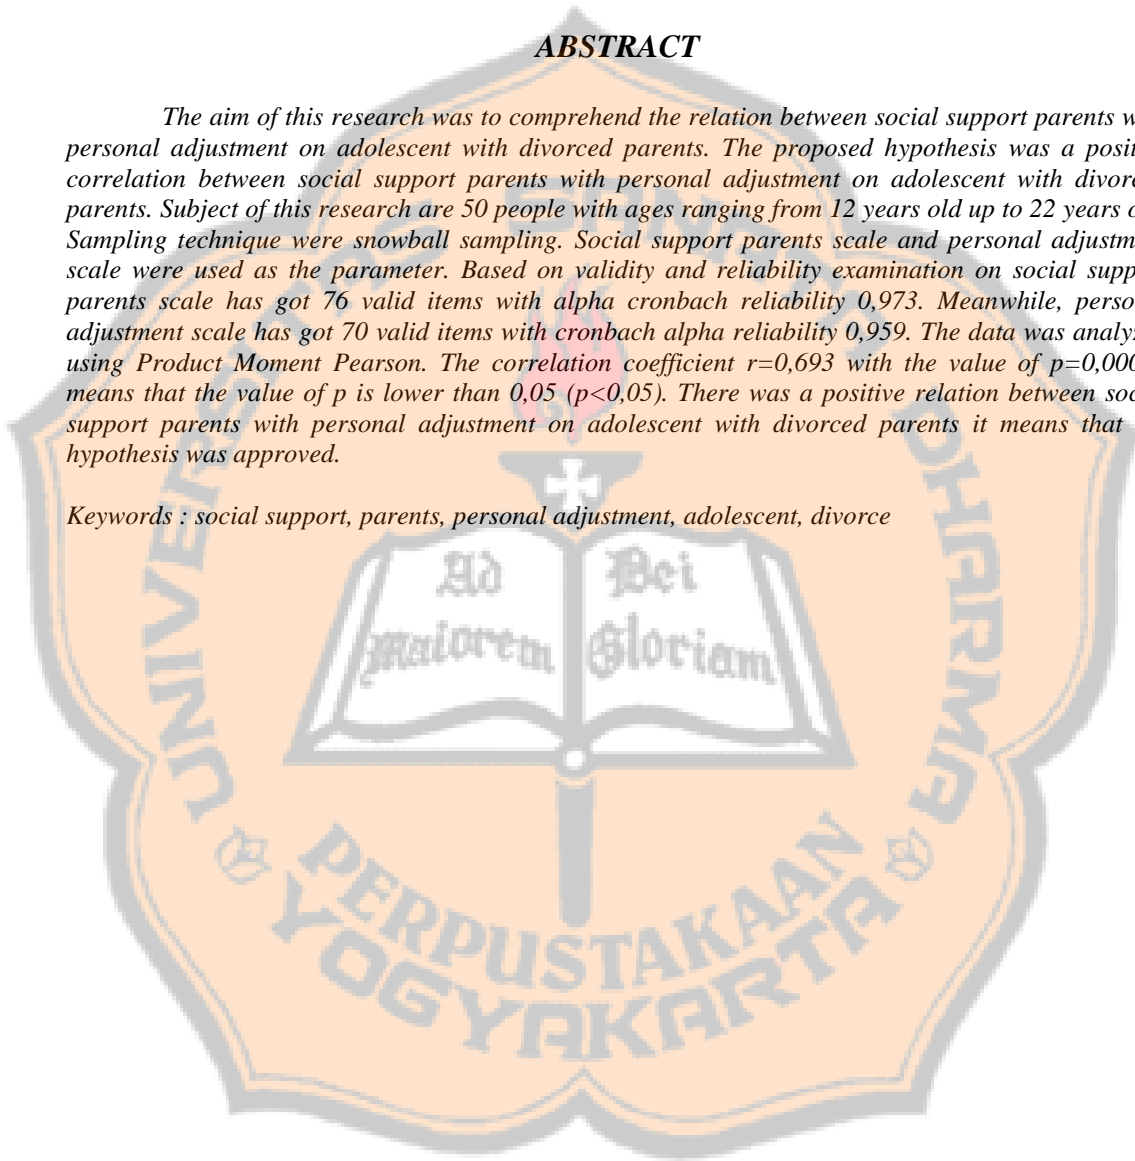 ABSTRACT
The aim of this research was to comprehend the relation between social support parents w
personal adjustment on adolescent with divorced parents. The proposed hypothesis was a posit
correlation between social support parents with personal adjustment on adolescent with divorc
parents. Subject of this research are 50 people with ages ranging from 12 years old up to 22 years o
Sampling technique were snowball sampling. Social support parents scale and personal adjustm
scale were used as the parameter. Based on validity and reliability examination on social supp
parents scale has got 76 valid items with alpha cronbach reliability 0,973. Meanwhile, perso
adjustment scale has got 70 valid items with cronbach alpha reliability 0,959. The data was analyz
using Product Moment Pearson. The correlation coefficient r=0,693 with the value of p=0,000
means that the value of p is lower than 0,05 (p<0,05). There was a positive relation between soc
support parents with personal adjustment on adolescent with divorced parents it means that
hypothesis was approved.
Keywords : social support, parents, personal adjustment, adolescent, divorce
UNIVERSITAS SANATA DHARMA
Ad Dei
maiorem Gloriam
PERPUSTAKAAN
YOGYAKARTA